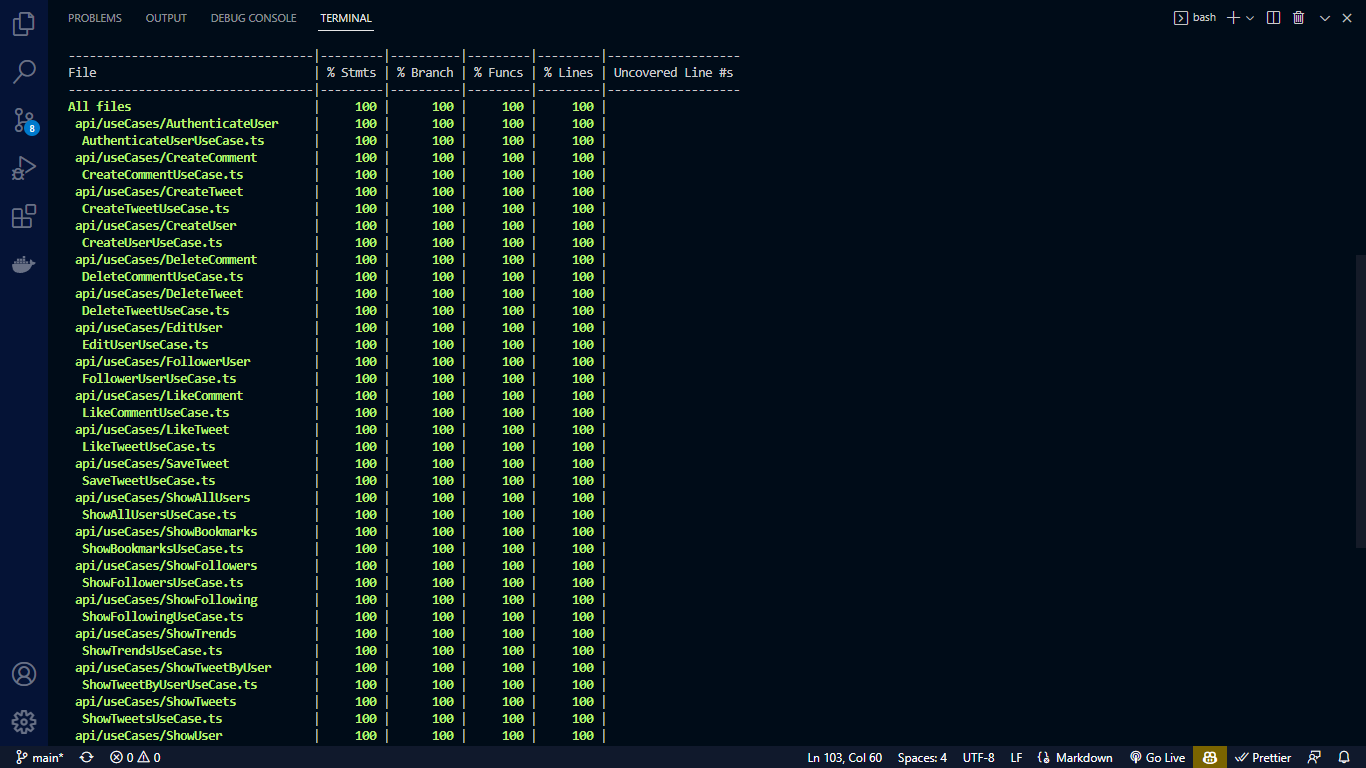 PROBLEMS OUTPUT DEBUG CONSOLE TERMINAL bash
-----------------------------------|---------|----------|---------|---------|-------------------
File | % Stmts | % Branch | % Funcs | % Lines | Uncovered Line #s
-----------------------------------|---------|----------|---------|---------|-------------------
All files | 100 | 100 | 100 | 100 |
api/useCases/AuthenticateUser | 100 | 100 | 100 | 100 |
AuthenticateUserUseCase.ts | 100 | 100 | 100 | 100 |
api/useCases/CreateComment | 100 | 100 | 100 | 100 |
CreateCommentUseCase.ts | 100 | 100 | 100 | 100 |
api/useCases/CreateTweet | 100 | 100 | 100 | 100 |
CreateTweetUseCase.ts | 100 | 100 | 100 | 100 |
api/useCases/CreateUser | 100 | 100 | 100 | 100 |
CreateUserUseCase.ts | 100 | 100 | 100 | 100 |
api/useCases/DeleteComment | 100 | 100 | 100 | 100 |
DeleteCommentUseCase.ts | 100 | 100 | 100 | 100 |
api/useCases/DeleteTweet | 100 | 100 | 100 | 100 |
DeleteTweetUseCase.ts | 100 | 100 | 100 | 100 |
api/useCases/EditUser | 100 | 100 | 100 | 100 |
EditUserUseCase.ts | 100 | 100 | 100 | 100 |
api/useCases/FollowerUser | 100 | 100 | 100 | 100 |
FollowerUserUseCase.ts | 100 | 100 | 100 | 100 |
api/useCases/LikeComment | 100 | 100 | 100 | 100 |
LikeCommentUseCase.ts | 100 | 100 | 100 | 100 |
api/useCases/LikeTweet | 100 | 100 | 100 | 100 |
LikeTweetUseCase.ts | 100 | 100 | 100 | 100 |
api/useCases/SaveTweet | 100 | 100 | 100 | 100 |
SaveTweetUseCase.ts | 100 | 100 | 100 | 100 |
api/useCases/ShowAllUsers | 100 | 100 | 100 | 100 |
ShowAllUsersUseCase.ts | 100 | 100 | 100 | 100 |
api/useCases/ShowBookmarks | 100 | 100 | 100 | 100 |
ShowBookmarksUseCase.ts | 100 | 100 | 100 | 100 |
api/useCases/ShowFollowers | 100 | 100 | 100 | 100 |
ShowFollowersUseCase.ts | 100 | 100 | 100 | 100 |
api/useCases/ShowFollowing | 100 | 100 | 100 | 100 |
ShowFollowingUseCase.ts | 100 | 100 | 100 | 100 |
api/useCases/ShowTrends | 100 | 100 | 100 | 100 |
ShowTrendsUseCase.ts | 100 | 100 | 100 | 100 |
api/useCases/ShowTweetByUser | 100 | 100 | 100 | 100 |
ShowTweetByUserUseCase.ts | 100 | 100 | 100 | 100 |
api/useCases/ShowTweets | 100 | 100 | 100 | 100 |
ShowTweetsUseCase.ts | 100 | 100 | 100 | 100 |
api/useCases/ShowUser | 100 | 100 | 100 | 100 |
8
main* 0 0 Ln 103, Col 60 Spaces: 4 UTF-8 LF Markdown Go Live Prettier